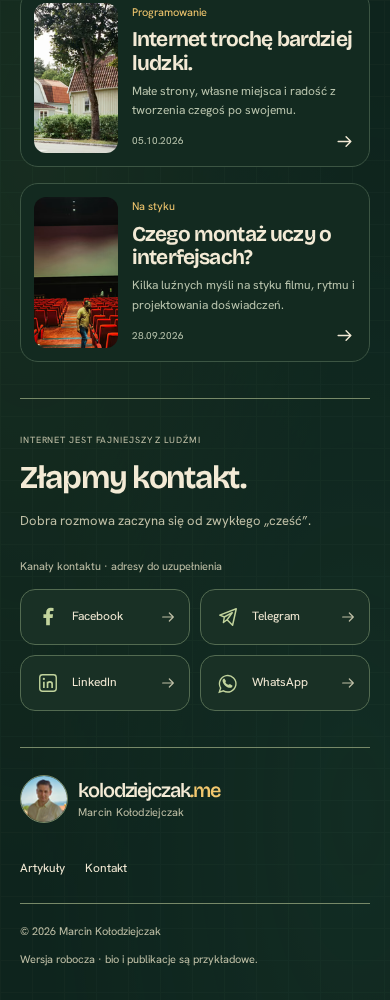 Programowanie
Internet trochę bardziej
ludzki.
Małe strony, własne miejsca i radość z
tworzenia czegoś po swojemu.
05.10.2026
Na styku
Czego montaż uczy o
interfejsach?
Kilka luźnych myśli na styku filmu, rytmu i
projektowania doświadczeń.
28.09.2026
INTERNET JEST FAJNIEJSZY Z LUDŹMI
Złapmy kontakt.
Dobra rozmowa zaczyna się od zwykłego „cześć”.
Kanały kontaktu · adresy do uzupełnienia
Facebook
Telegram
LinkedIn
WhatsApp
kolodziejczak.me
Marcin Kołodziejczak
Artykuły Kontakt
© 2026 Marcin Kołodziejczak
Wersja robocza · bio i publikacje są przykładowe.